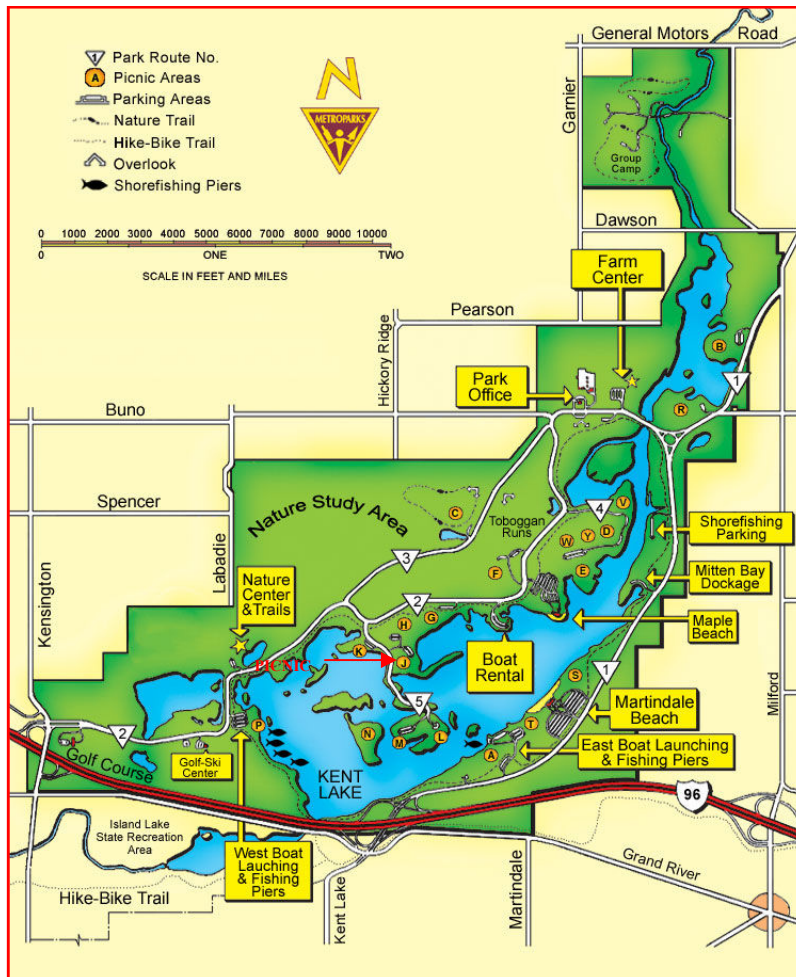 General Motors Road
1 Park Route No.
A Picnic Areas
Parking Areas
Nature Trail
Hike-Bike Trail
Overlook
Shorefishing Piers
N
METROPARKS
Garnier
Group
Camp
0 1000 2000 3000 4000 5000 6000 7000 8000 9000 10000
0 ONE TWO
SCALE IN FEET AND MILES
Dawson
Farm
Center
Pearson
Hickory Ridge
B
1
Park
Office
R
Buno
Spencer
Labadie
Kensington
Nature Study Area
C
Toboggan
Runs
4
V
W
Y
D
Shorefishing
Parking
3
F
E
Mitten Bay
Dockage
Nature
Center
& Trails
2
H
G
Maple
Beach
K
PICNIC
J
Boat
Rental
S
1
Milford
5
Martindale
Beach
2
P
N
M
L
T
A
East Boat Launching
& Fishing Piers
Golf Course
Golf-Ski
Center
KENT
LAKE
96
Island Lake
State Recreation
Area
West Boat
Lauching
& Fishing
Piers
Grand River
Hike-Bike Trail
Kent Lake
Martindale